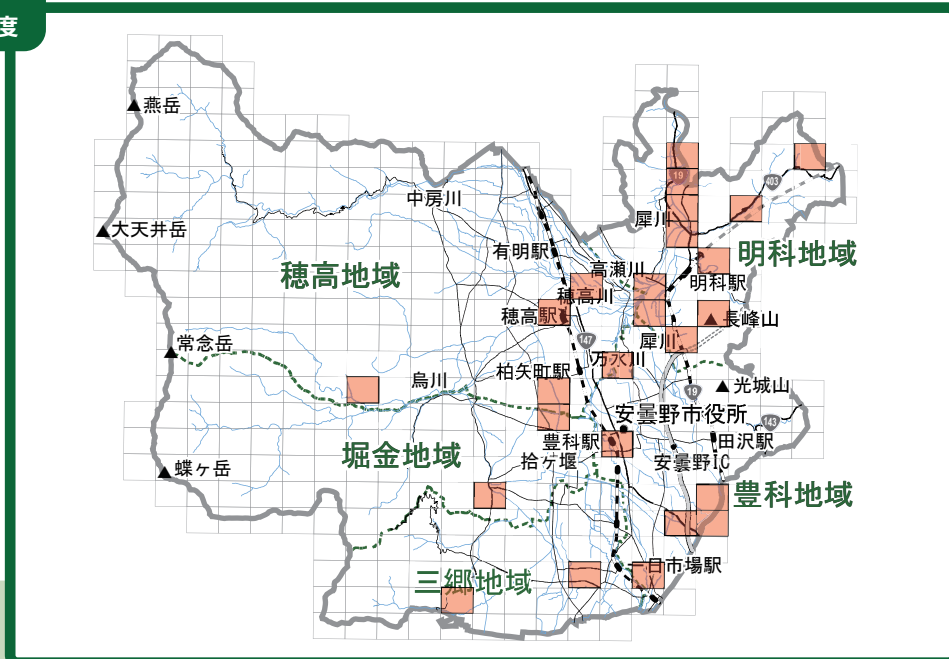 度
燕岳
19
403
中房川
犀川
大天井岳
有明駅
明科地域
高瀬川
穂高地域
明科駅
穂高川
穂高駅
長峰山
147
犀川
常念岳
万水川
柏矢町駅
烏川
19
光城山
安曇野市役所
143
豊科駅
田沢駅
堀金地域
拾ヶ堰
安曇野IC
蝶ヶ岳
豊科地域
一日市場駅
三郷地域